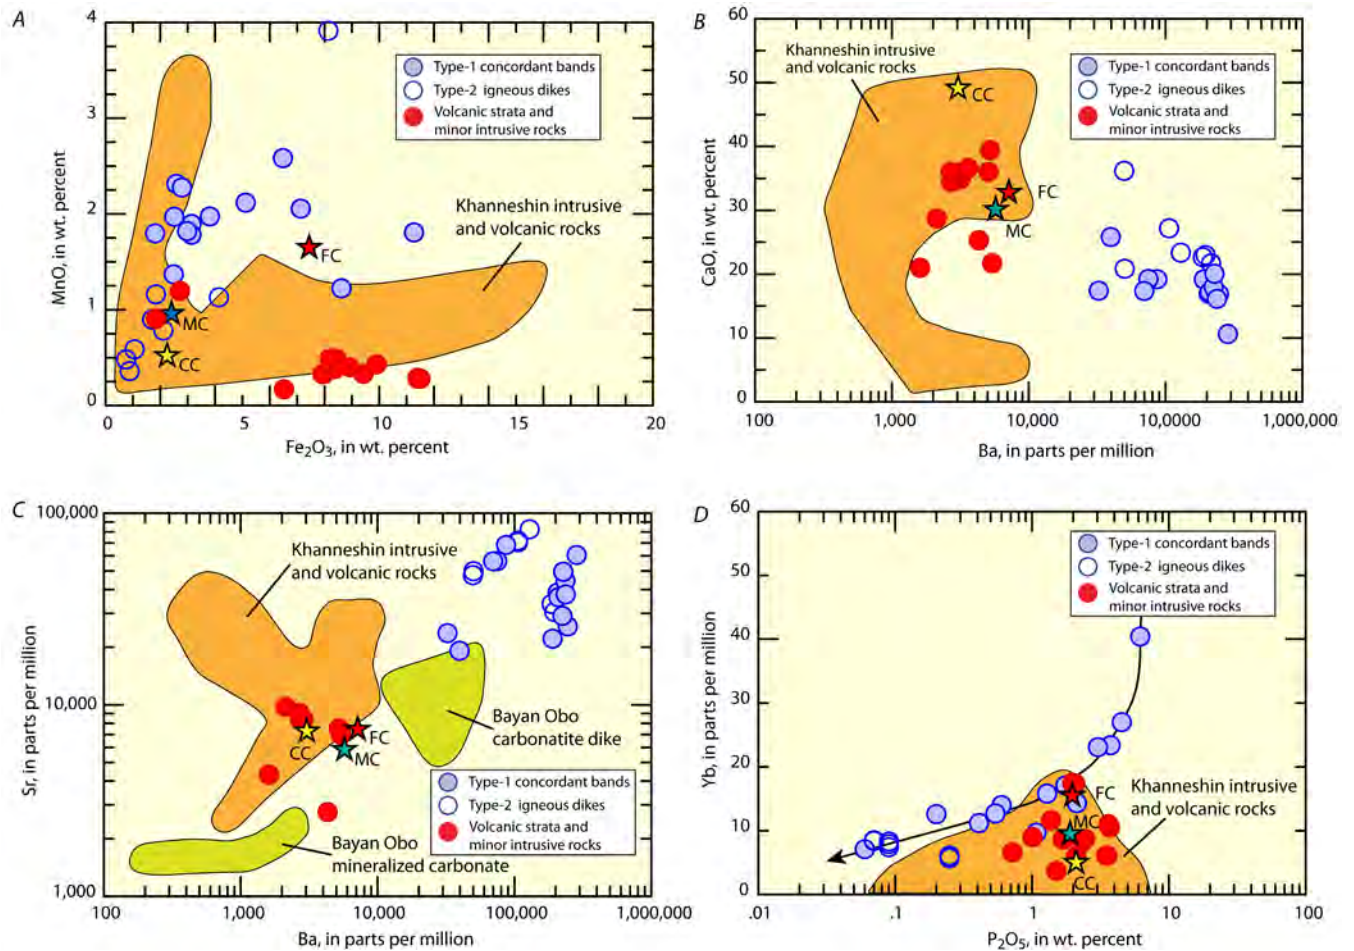 A
4
3
2
1
0
MnO, in wt. percent
Type-1 concordant bands
Type-2 igneous dikes
Volcanic strata and
minor intrusive rocks
Khanneshin intrusive
and volcanic rocks
FC
MC
CC
0
5
10
15
20
Fe₂O₃, in wt. percent
B
60
50
40
30
20
10
0
CaO, in wt. percent
Khanneshin intrusive
and volcanic rocks
CC
Type-1 concordant bands
Type-2 igneous dikes
Volcanic strata and
minor intrusive rocks
FC
MC
100
1,000
10,000
10,0000
1,000,0000
Ba, in parts per million
C
100,000
10,000
1,000
Sr, in parts per million
Khanneshin intrusive
and volcanic rocks
CC
FC
MC
Bayan Obo
carbonatite dike
Type-1 concordant bands
Type-2 igneous dikes
Volcanic strata and
minor intrusive rocks
Bayan Obo
mineralized carbonate
100
1,000
10,000
100,000
1,000,0000
Ba, in parts per million
D
60
50
40
30
20
10
0
Yb, in parts per million
Type-1 concordant bands
Type-2 igneous dikes
Volcanic strata and
minor intrusive rocks
Khanneshin intrusive
and volcanic rocks
FC
MC
CC
.01
.1
1
10
100
P₂O₅, in wt. percent